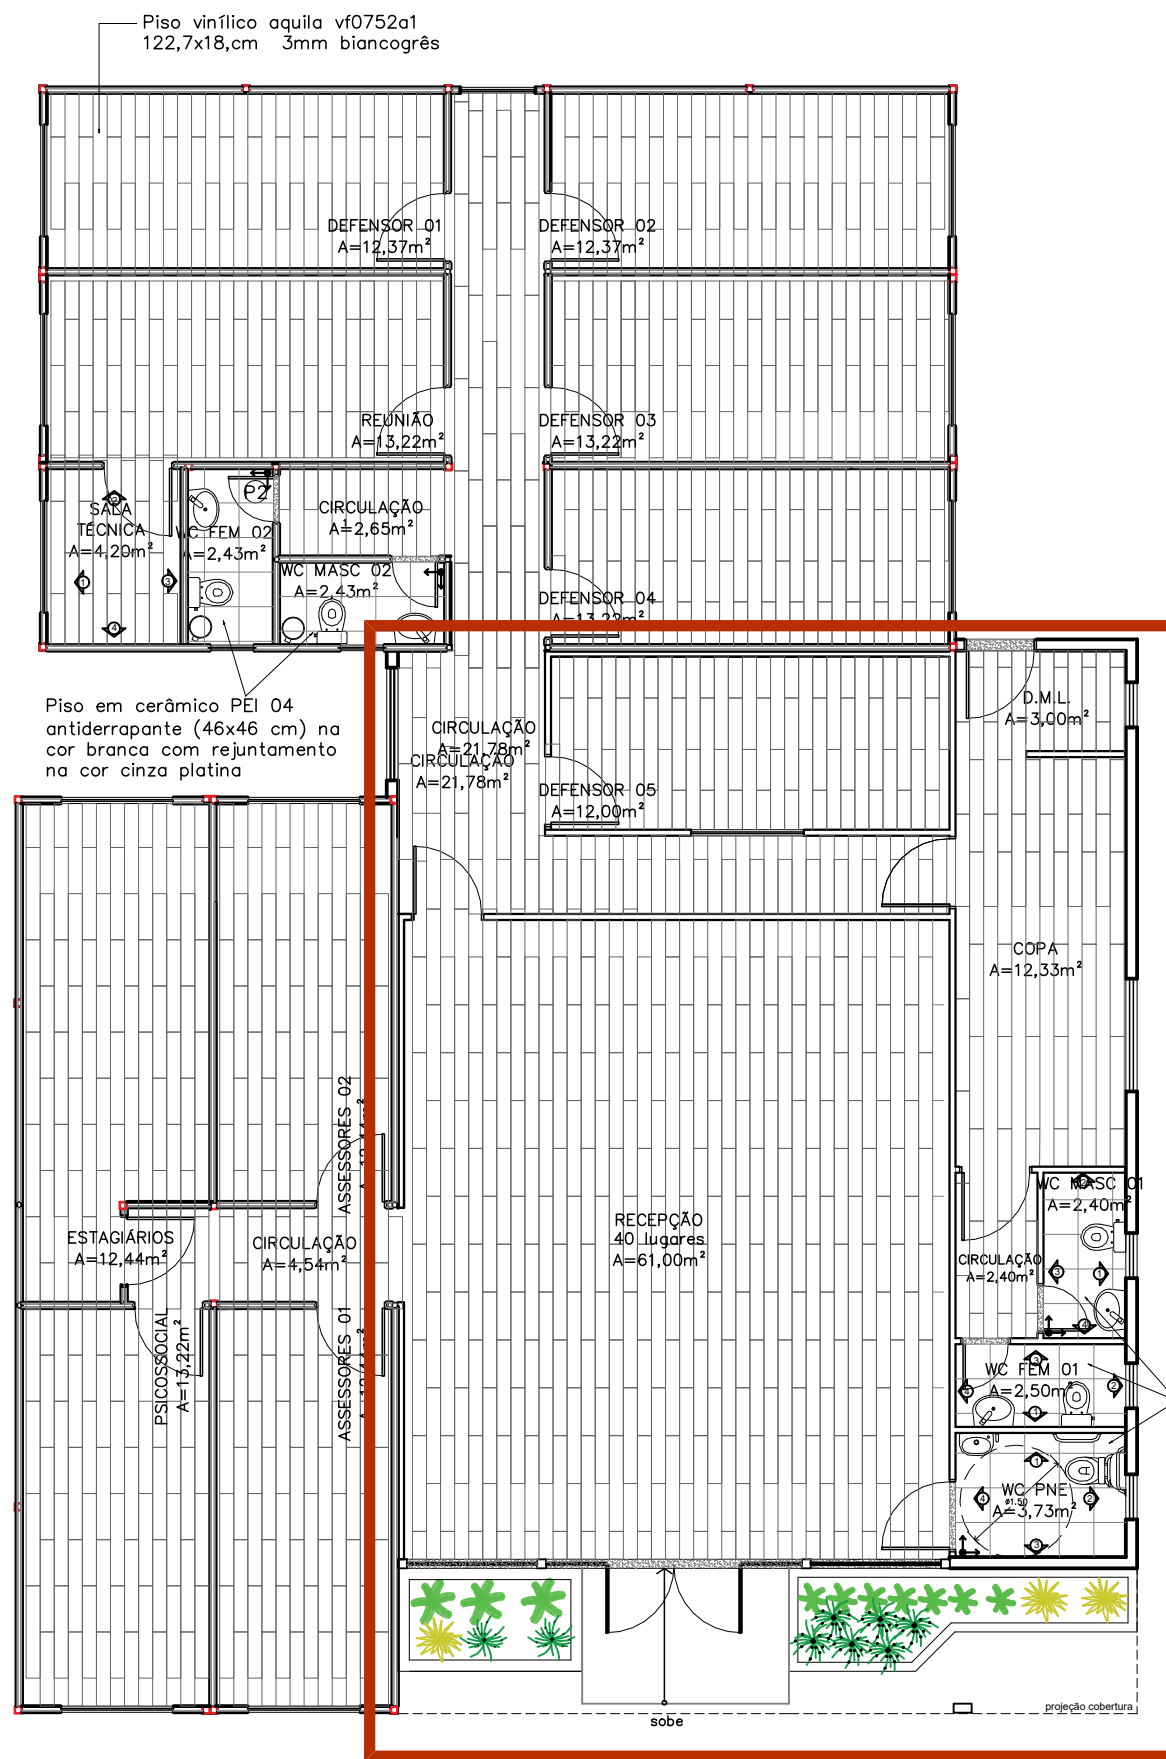 Piso vinílico aquila vf0752a1
122,7x18,cm 3mm biancogrês
DEFENSOR 01
A=12,37m²
DEFENSOR 02
A=12,37m²
REUNIÃO
A=13,22m²
DEFENSOR 03
A=13,22m²
P2
SALA
TÉCNICA
A=4,20m²
WC FEM 02
A=2,43m²
CIRCULAÇÃO
A=2,65m²
WC MASC 02
A=2,43m²
DEFENSOR 04
A=13,22m²
Piso em cerâmico PEI 04
antiderrapante (46x46 cm) na
cor branca com rejuntamento
na cor cinza platina
CIRCULAÇÃO
A=21,78m²
CIRCULAÇÃO
A=21,78m²
D.M.L.
A=3,00m²
DEFENSOR 05
A=12,00m²
COPA
A=12,33m²
ASSESSORES 02
ESTAGIÁRIOS
A=12,44m²
CIRCULAÇÃO
A=4,54m²
RECEPÇÃO
40 lugares
A=61,00m²
WC MASC 01
A=2,40m²
CIRCULAÇÃO
A=2,40m²
PSICOSSOCIAL
A=13,22m²
ASSESSORES 01
WC FEM 01
A=2,50m²
WC PNE
ø1.50
A=3,73m²
projeção cobertura
sobe